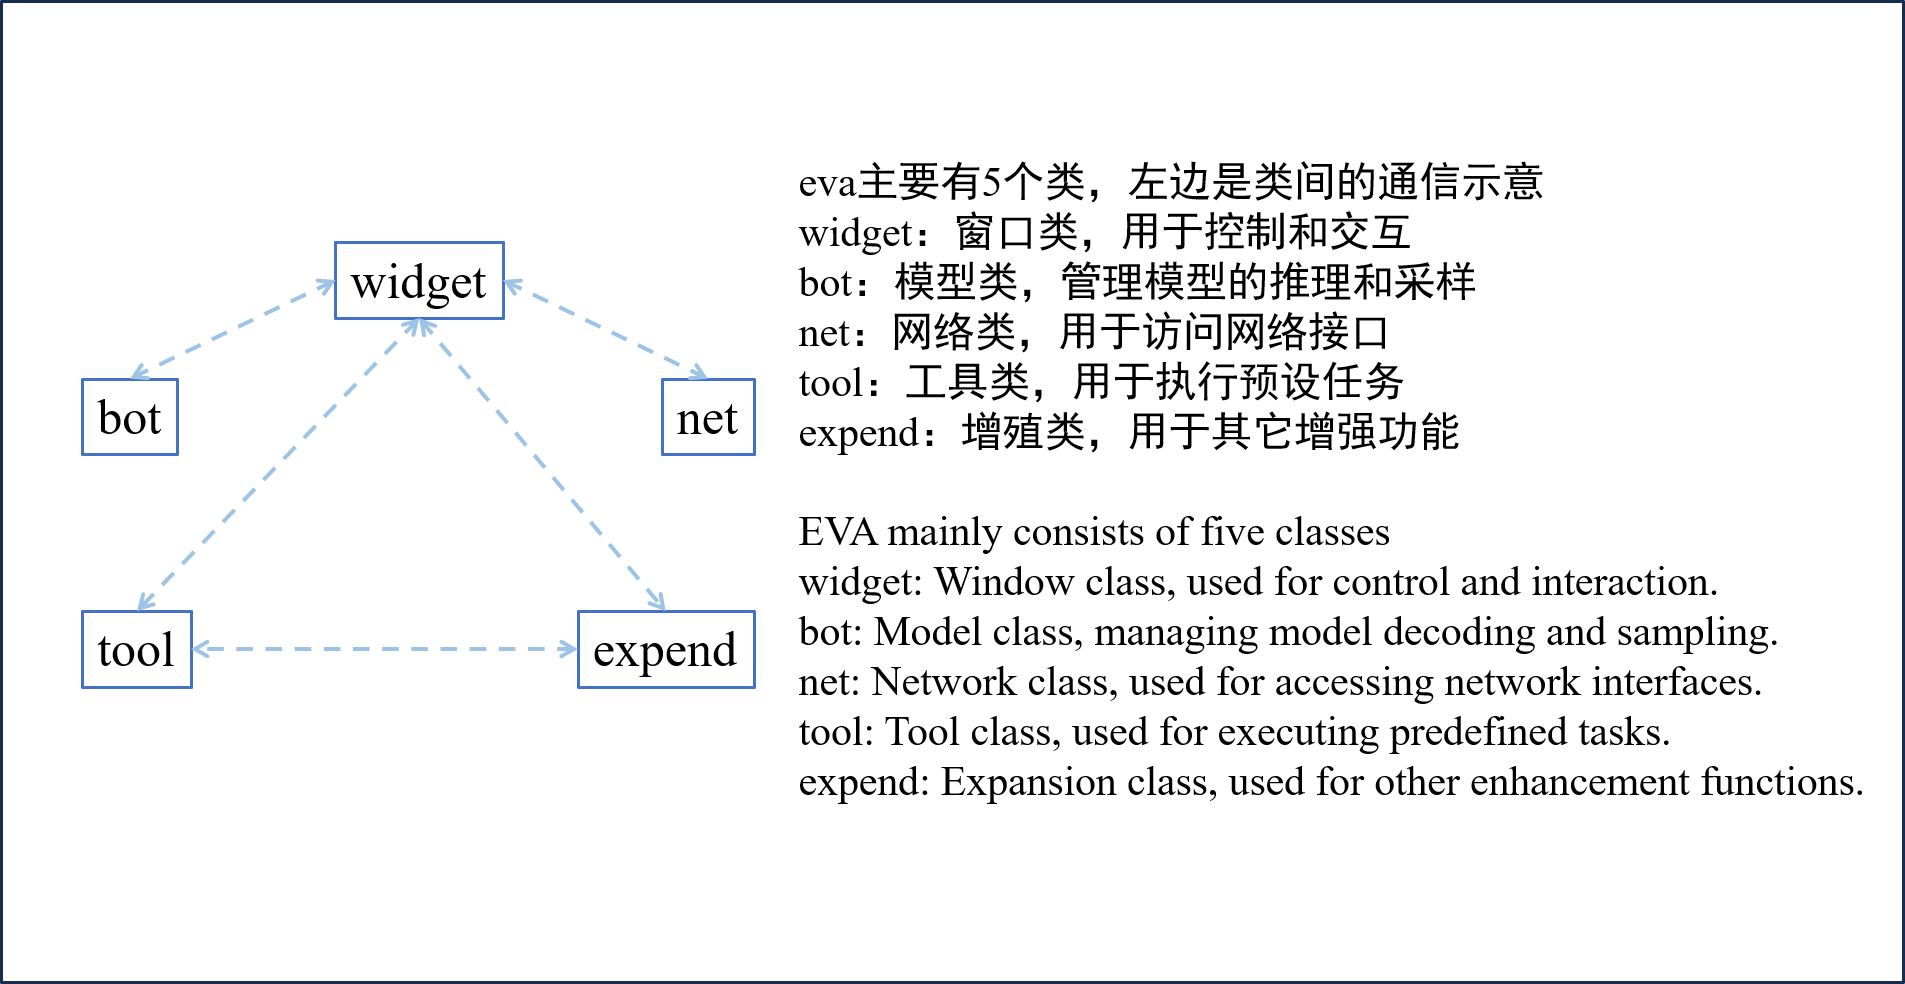 widget
bot
net
tool
expend
eva主要有5个类，左边是类间的通信示意
widget：窗口类，用于控制和交互
bot：模型类，管理模型的推理和采样
net：网络类，用于访问网络接口
tool：工具类，用于执行预设任务
expend：增殖类，用于其它增强功能
EVA mainly consists of five classes
widget: Window class, used for control and interaction.
bot: Model class, managing model decoding and sampling.
net: Network class, used for accessing network interfaces.
tool: Tool class, used for executing predefined tasks.
expend: Expansion class, used for other enhancement functions.